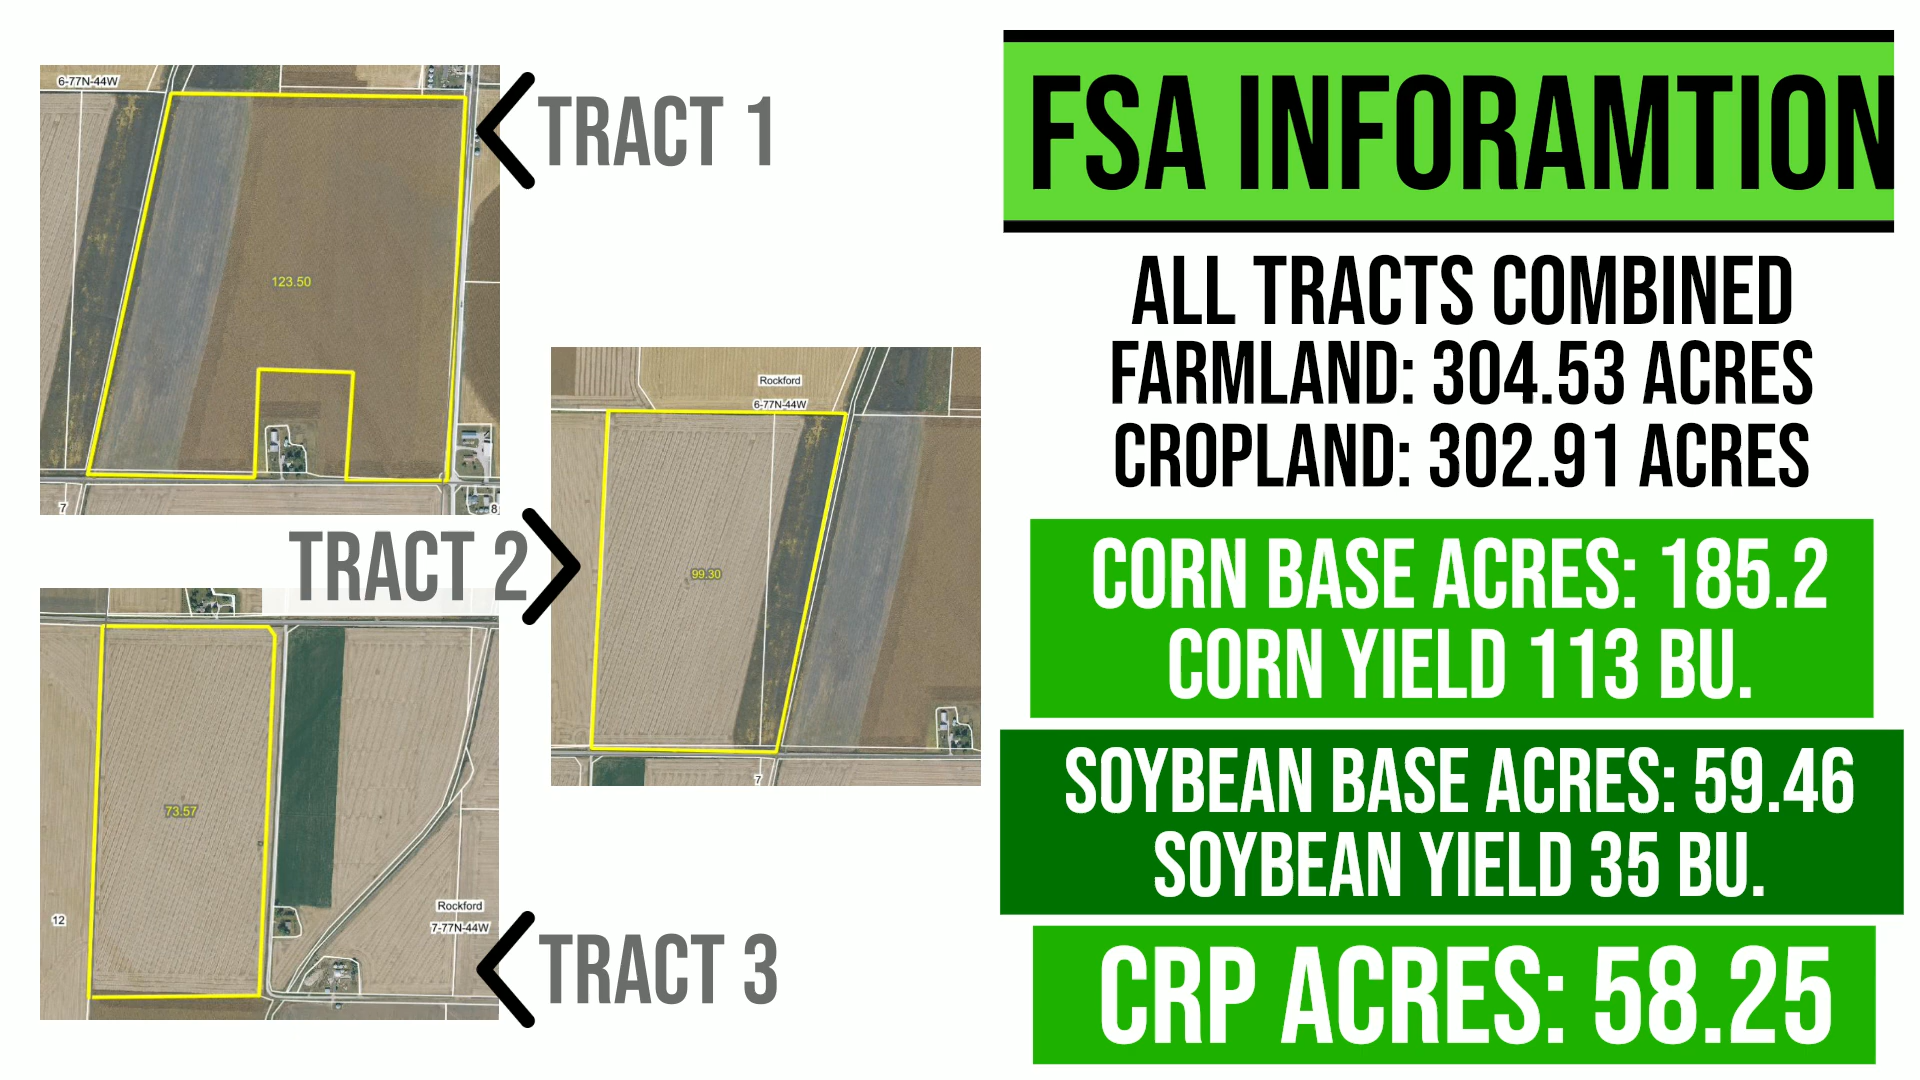 6-77N-44W
123.50
7
8
TRACT 1
Rockford
6-77N-44W
99.30
7
TRACT 2
73.57
12
Rockford
7-77N-44W
TRACT 3
FSA INFORAMTION
ALL TRACTS COMBINED
FARMLAND: 304.53 ACRES
CROPLAND: 302.91 ACRES
CORN BASE ACRES: 185.2
CORN YIELD 113 BU.
SOYBEAN BASE ACRES: 59.46
SOYBEAN YIELD 35 BU.
CRP ACRES: 58.25